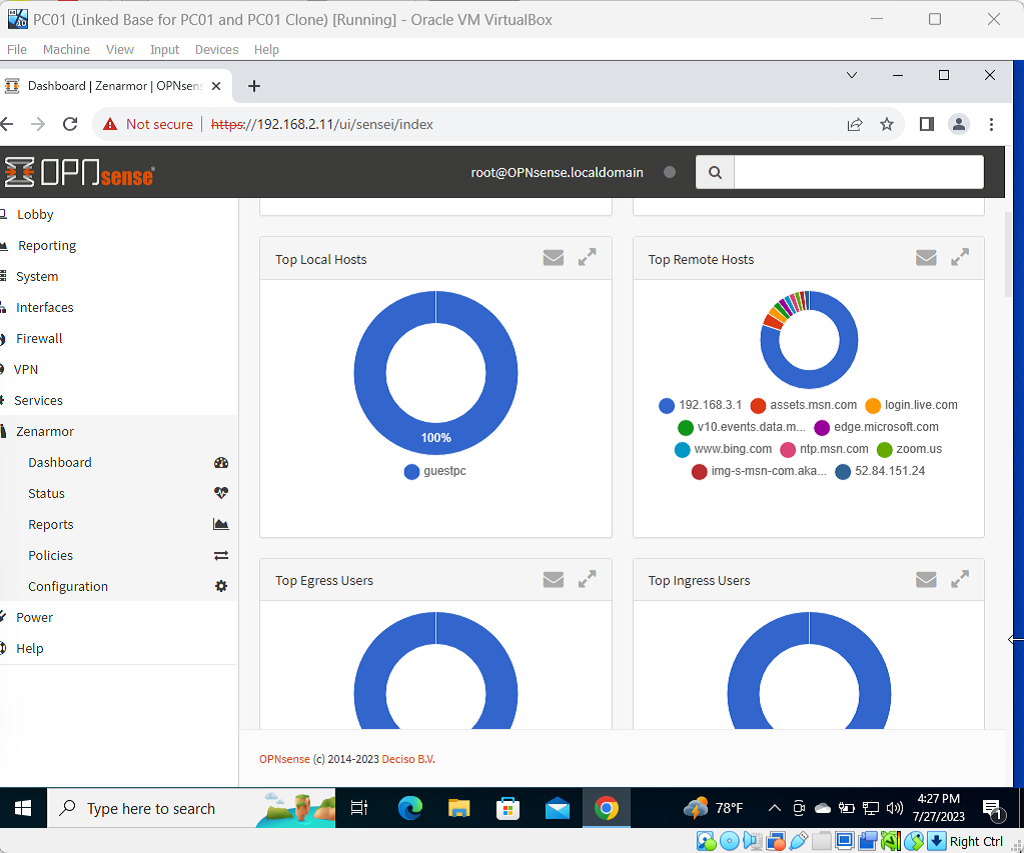 PC01 (Linked Base for PC01 and PC01 Clone) [Running] - Oracle VM VirtualBox
File Machine View Input Devices Help
Dashboard | Zenarmor | OPNsens
Not secure https://192.168.2.11/ui/sensei/index
OPNsense root@OPNsense.localdomain
Lobby
Reporting
System
Interfaces
Firewall
VPN
Services
Zenarmor
Dashboard
Status
Reports
Policies
Configuration
Power
Help
Top Local Hosts
100%
guestpc
Top Remote Hosts
192.168.3.1 assets.msn.com login.live.com
v10.events.data.m... edge.microsoft.com
www.bing.com ntp.msn.com zoom.us
img-s-msn-com.aka... 52.84.151.24
Top Egress Users
Top Ingress Users
OPNsense (c) 2014-2023 Deciso B.V.
Type here to search
78°F
4:27 PM
7/27/2023
1
Right Ctrl